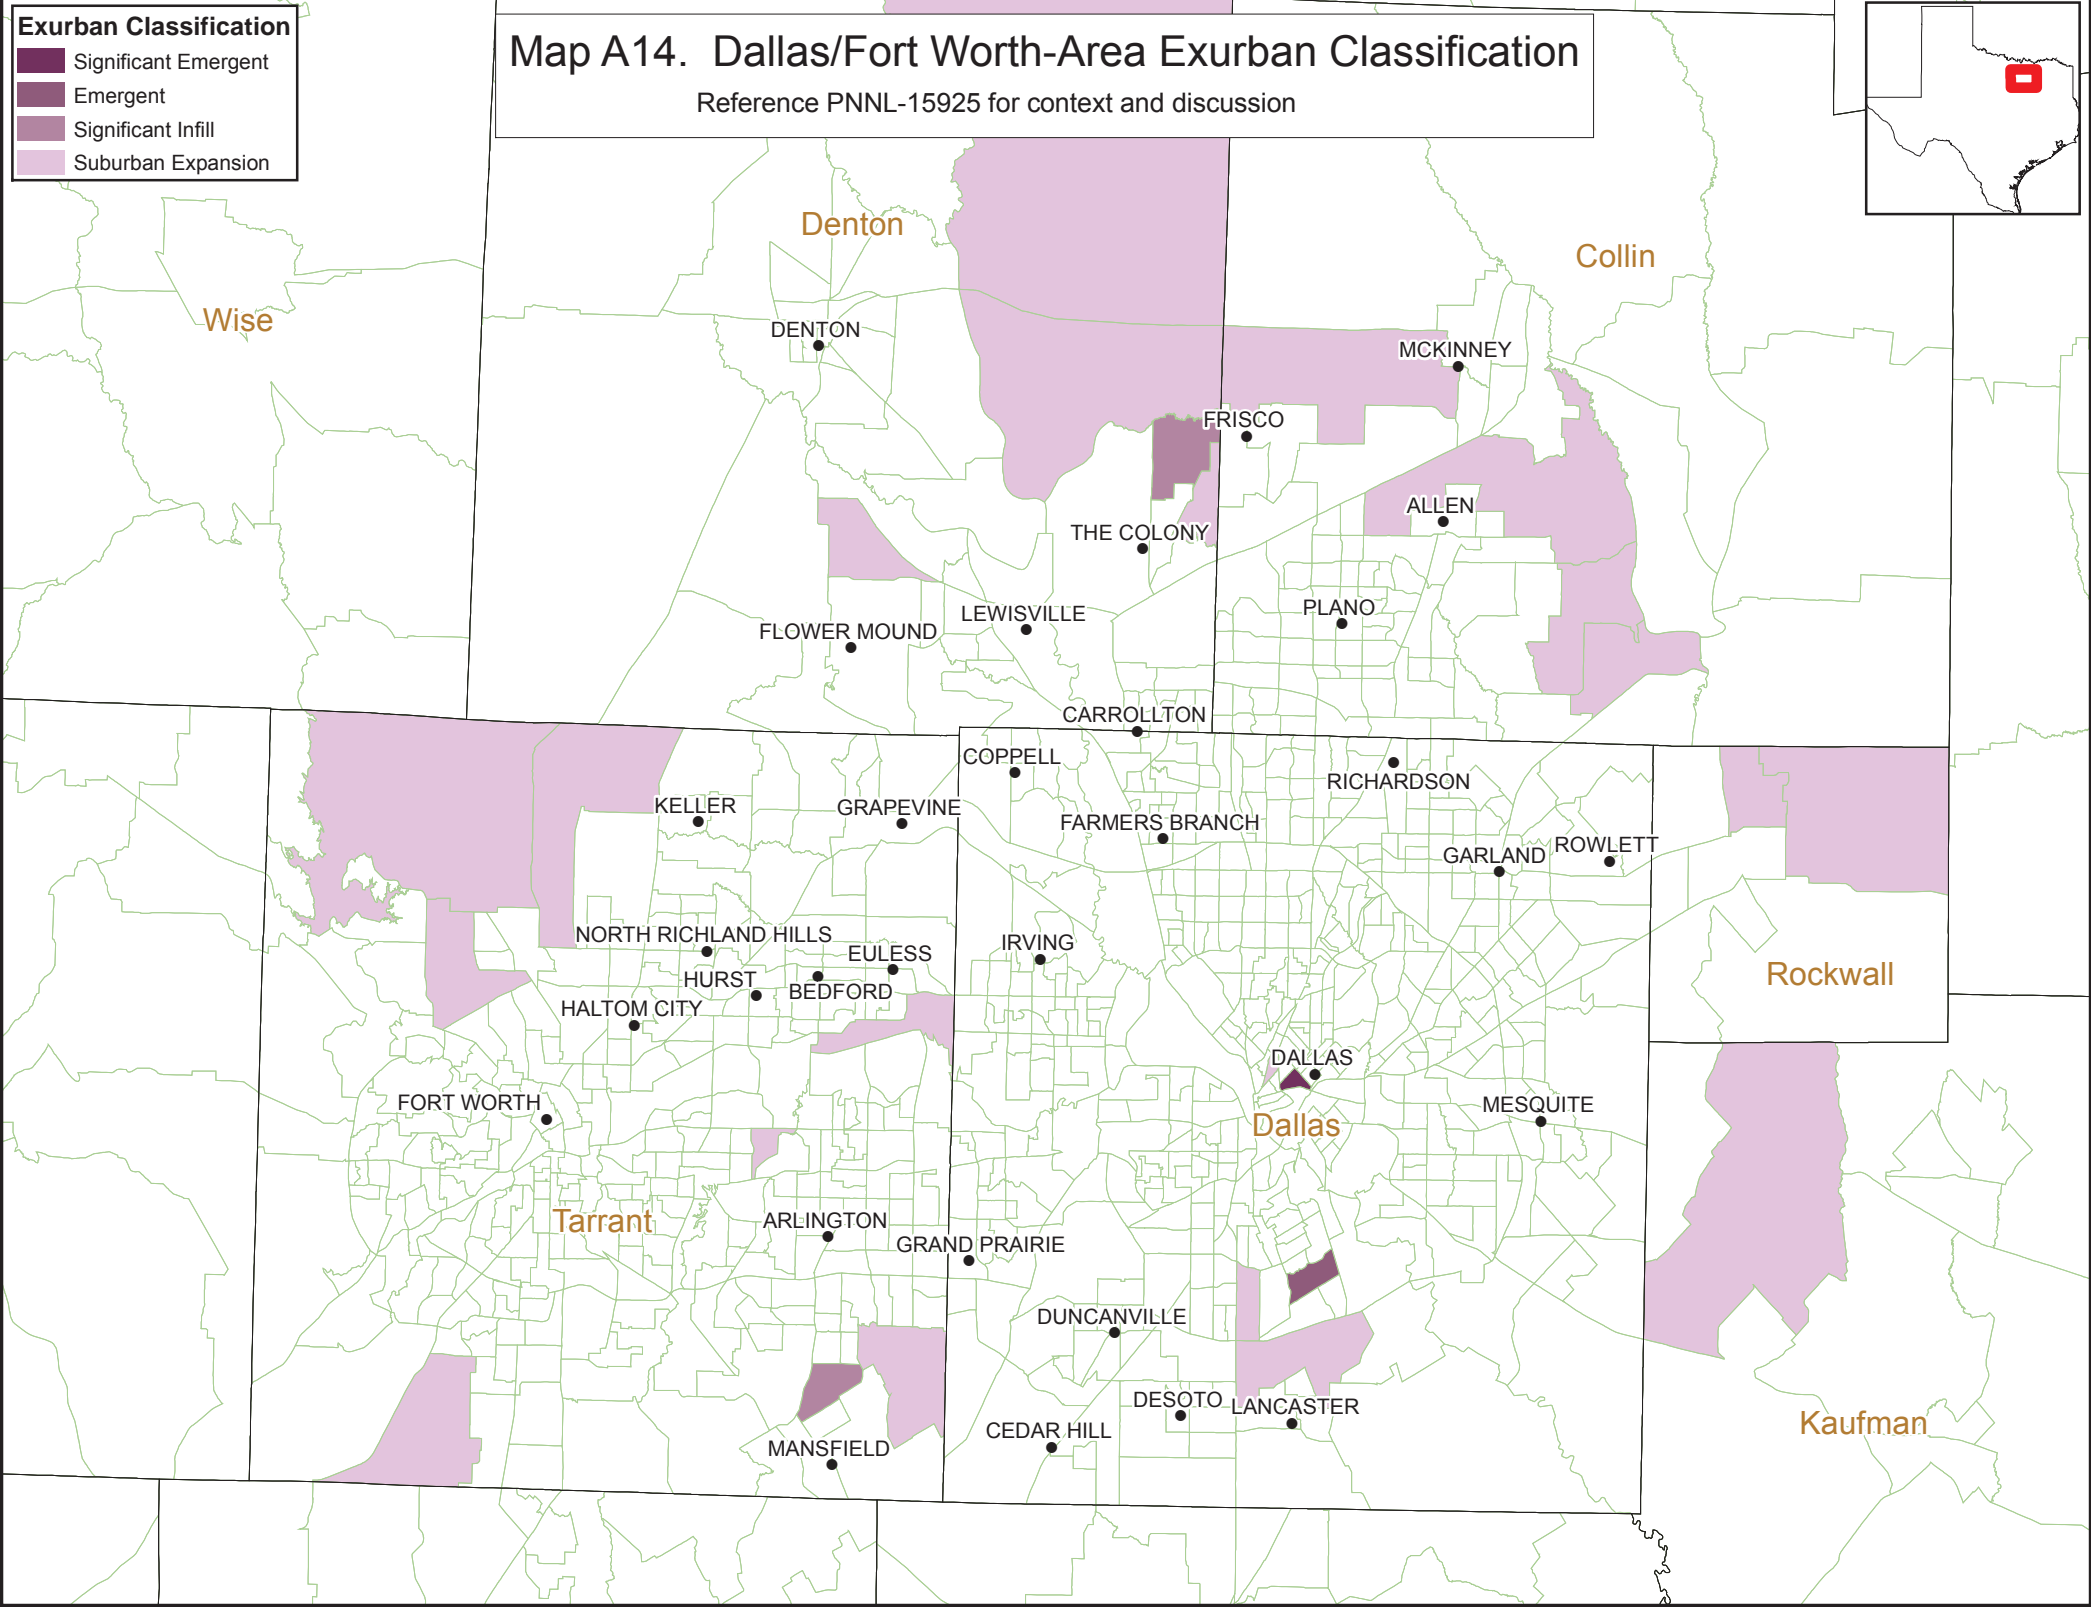 Exurban Classification
Significant Emergent
Emergent
Significant Infill
Suburban Expansion
Map A14. Dallas/Fort Worth-Area Exurban Classification
Reference PNNL-15925 for context and discussion
Denton
Collin
Wise
DENTON
MCKINNEY
FRISCO
ALLEN
THE COLONY
PLANO
LEWISVILLE
FLOWER MOUND
CARROLLTON
COPPELL
RICHARDSON
KELLER
GRAPEVINE
FARMERS BRANCH
ROWLETT
GARLAND
NORTH RICHLAND HILLS
IRVING
EULESS
Rockwall
HURST
BEDFORD
HALTOM CITY
DALLAS
FORT WORTH
MESQUITE
Dallas
Tarrant
ARLINGTON
GRAND PRAIRIE
DUNCANVILLE
DESOTO
LANCASTER
Kaufman
CEDAR HILL
MANSFIELD